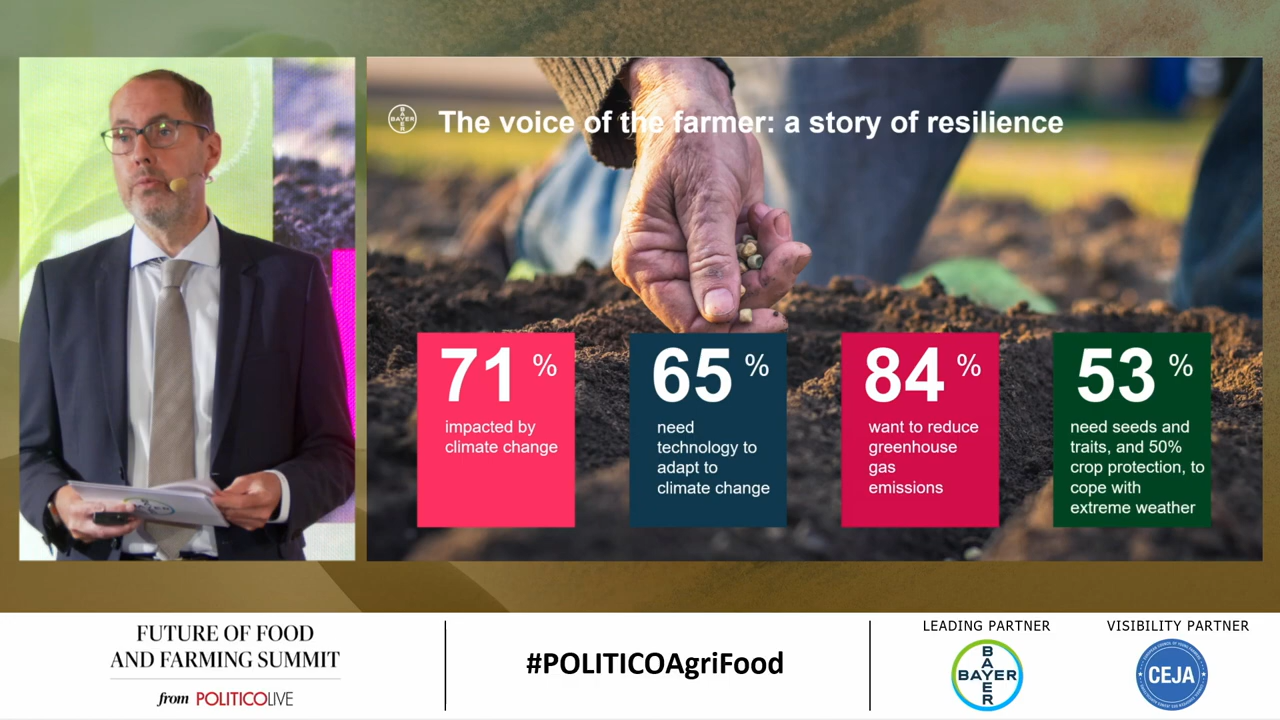 BAYER
The voice of the farmer: a story of resilience
71 %
impacted by
climate change
65 %
need
technology to
adapt to
climate change
84 %
want to reduce
greenhouse
gas
emissions
53 %
need seeds and
traits, and 50%
crop protection, to
cope with
extreme weather
FUTURE OF FOOD
AND FARMING SUMMIT
from POLITICOLIVE
#POLITICOAgriFood
LEADING PARTNER
BAYER
VISIBILITY PARTNER
CEJA